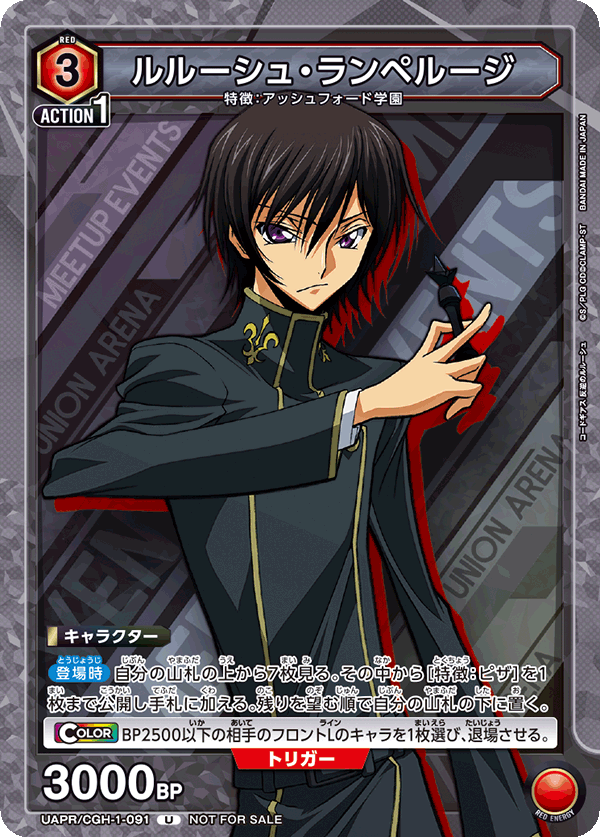 RED
3
ルルーシュ・ランペルージ
特徴:アッシュフォード学園
ACTION 1
MEETUP EVENTS
UNION ARENA
EVENTS
UNION ARENA
コードギアス 反逆のルルーシュ ©S/PLG CD©CLAMP・ST BANDAI MADE IN JAPAN
キャラクター
登場時 自分の山札の上から7枚見る。その中から[特徴:ピザ]を1
枚まで公開し手札に加える。残りを望む順で自分の山札の下に置く。
COLOR BP2500以下の相手のフロントLのキャラを1枚選び、退場させる。
トリガー
3000BP
RED ENERGY
UAPR/CGH-1-091 U NOT FOR SALE